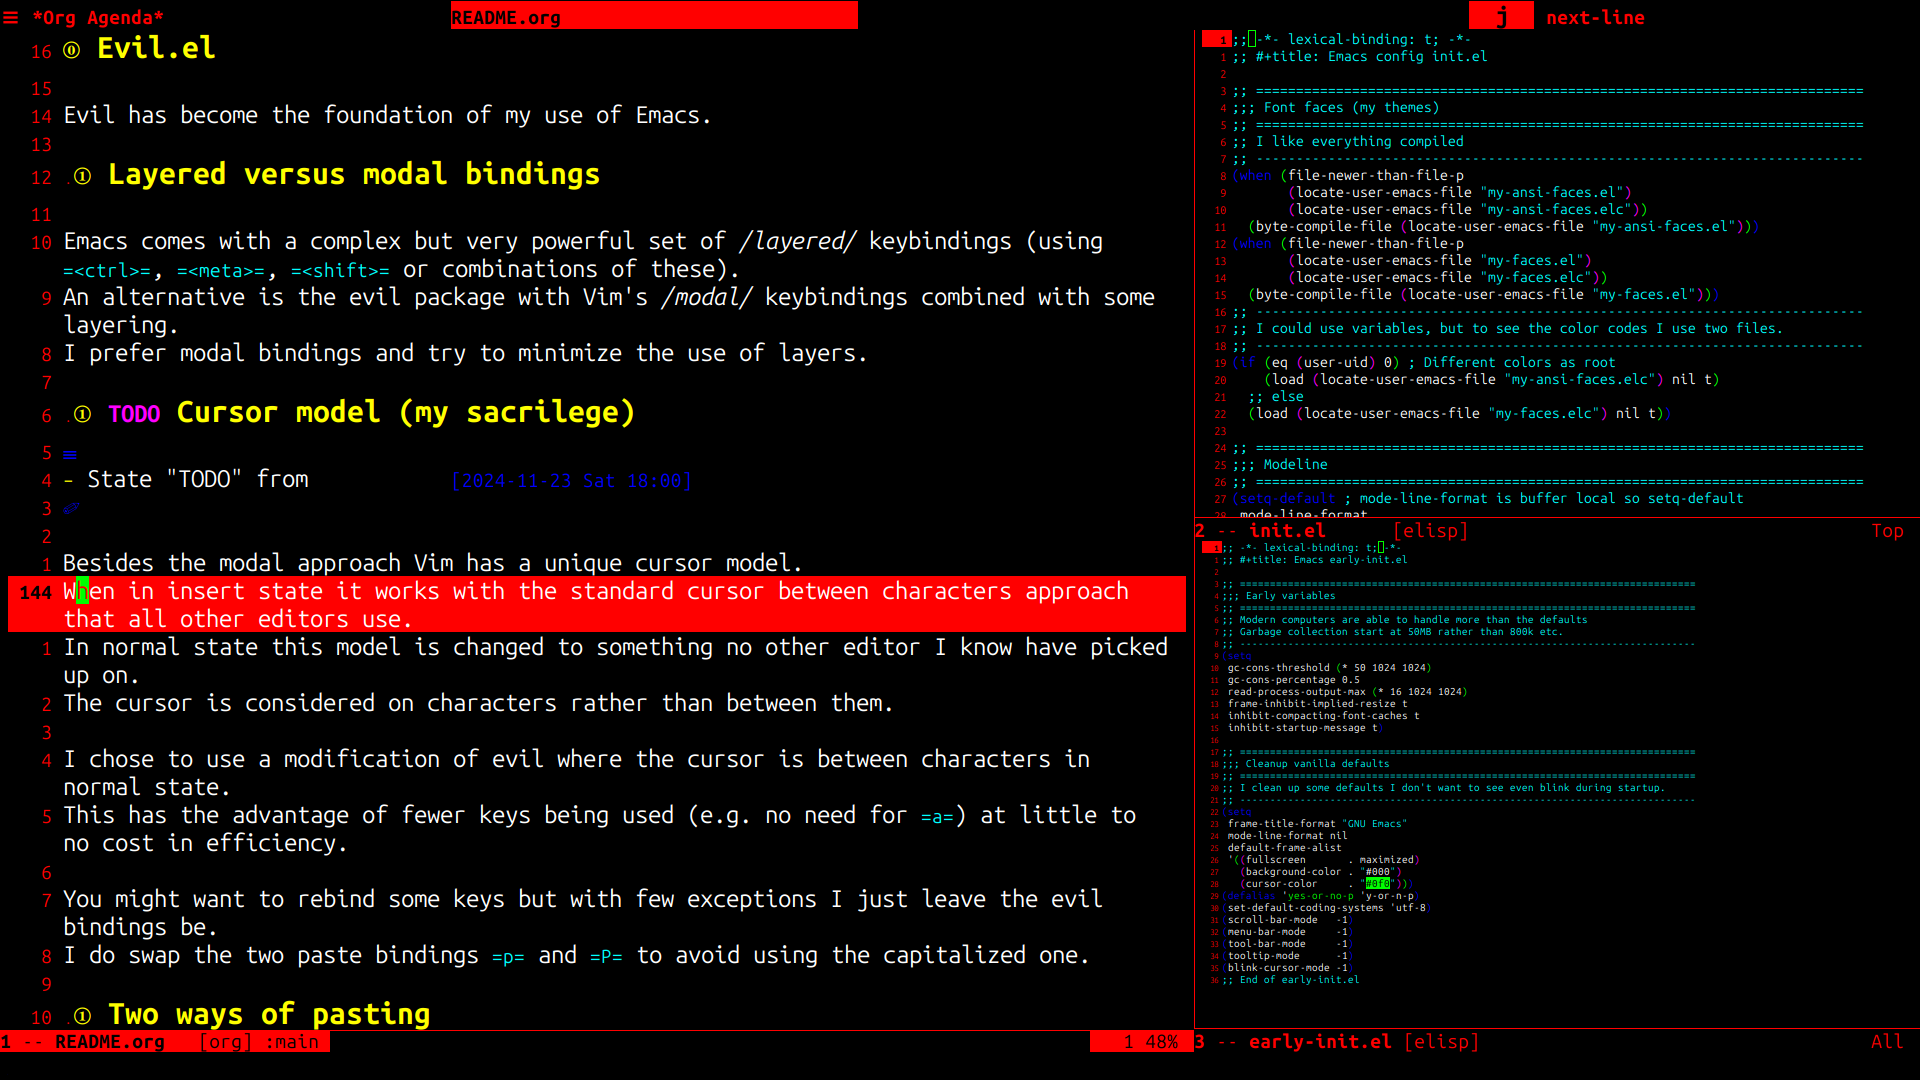 ☰ *Org Agenda*
README.org
j next-line
16 ⓪ Evil.el
15
14 Evil has become the foundation of my use of Emacs.
13
12 .① Layered versus modal bindings
11
10 Emacs comes with a complex but very powerful set of /layered/ keybindings (using
=<ctrl>=, =<meta>=, =<shift>= or combinations of these).
9 An alternative is the evil package with Vim's /modal/ keybindings combined with some
layering.
8 I prefer modal bindings and try to minimize the use of layers.
7
6 .① TODO Cursor model (my sacrilege)
5
4 - State "TODO" from [2024-11-23 Sat 18:00]
3
2
1 Besides the modal approach Vim has a unique cursor model.
144 When in insert state it works with the standard cursor between characters approach
that all other editors use.
1 In normal state this model is changed to something no other editor I know have picked
up on.
2 The cursor is considered on characters rather than between them.
3
4 I chose to use a modification of evil where the cursor is between characters in
normal state.
5 This has the advantage of fewer keys being used (e.g. no need for =a=) at little to
no cost in efficiency.
6
7 You might want to rebind some keys but with few exceptions I just leave the evil
bindings be.
8 I do swap the two paste bindings =p= and =P= to avoid using the capitalized one.
9
10 .① Two ways of pasting
1 -- README.org [org] :main 1 48%
1 ;; -*- lexical-binding: t; -*-
1 ;; #+title: Emacs config init.el
2
3 ;; ============================================================================
4 ;;; Font faces (my themes)
5 ;; ============================================================================
6 ;; I like everything compiled
7 ;; ----------------------------------------------------------------------------
8 (when (file-newer-than-file-p
9 (locate-user-emacs-file "my-ansi-faces.el")
10 (locate-user-emacs-file "my-ansi-faces.elc"))
11 (byte-compile-file (locate-user-emacs-file "my-ansi-faces.el")))
12 (when (file-newer-than-file-p
13 (locate-user-emacs-file "my-faces.el")
14 (locate-user-emacs-file "my-faces.elc"))
15 (byte-compile-file (locate-user-emacs-file "my-faces.el")))
16 ;; ----------------------------------------------------------------------------
17 ;; I could use variables, but to see the color codes I use two files.
18 ;; ----------------------------------------------------------------------------
19 (if (eq (user-uid) 0) ; Different colors as root
20 (load (locate-user-emacs-file "my-ansi-faces.elc") nil t)
21 ;; else
22 (load (locate-user-emacs-file "my-faces.elc") nil t))
23
24 ;; ============================================================================
25 ;;; Modeline
26 ;; ============================================================================
27 (setq-default ; mode-line-format is buffer local so setq-default
28 mode-line-format
2 -- init.el [elisp] Top
1 ;; -*- lexical-binding: t; -*-
1 ;; #+title: Emacs early-init.el
2
3 ;; ============================================================================
4 ;;; Early variables
5 ;; ============================================================================
6 ;; Modern computers are able to handle more than the defaults
7 ;; Garbage collection start at 50MB rather than 800k etc.
8 ;; ----------------------------------------------------------------------------
9 (setq
10 gc-cons-threshold (* 50 1024 1024)
11 gc-cons-percentage 0.5
12 read-process-output-max (* 16 1024 1024)
13 frame-inhibit-implied-resize t
14 inhibit-compacting-font-caches t
15 inhibit-startup-message t)
16
17 ;; ============================================================================
18 ;;; Cleanup vanilla defaults
19 ;; ============================================================================
20 ;; I clean up some defaults I don't want to see even blink during startup.
21 ;; ----------------------------------------------------------------------------
22 (setq
23 frame-title-format "GNU Emacs"
24 mode-line-format nil
25 default-frame-alist
26 '((fullscreen . maximized)
27 (background-color . "#000")
28 (cursor-color . "#0f0")))
29 (defalias 'yes-or-no-p 'y-or-n-p)
30 (set-default-coding-systems 'utf-8)
31 (scroll-bar-mode -1)
32 (menu-bar-mode -1)
33 (tool-bar-mode -1)
34 (tooltip-mode -1)
35 (blink-cursor-mode -1)
36 ;; End of early-init.el
3 -- early-init.el [elisp] All